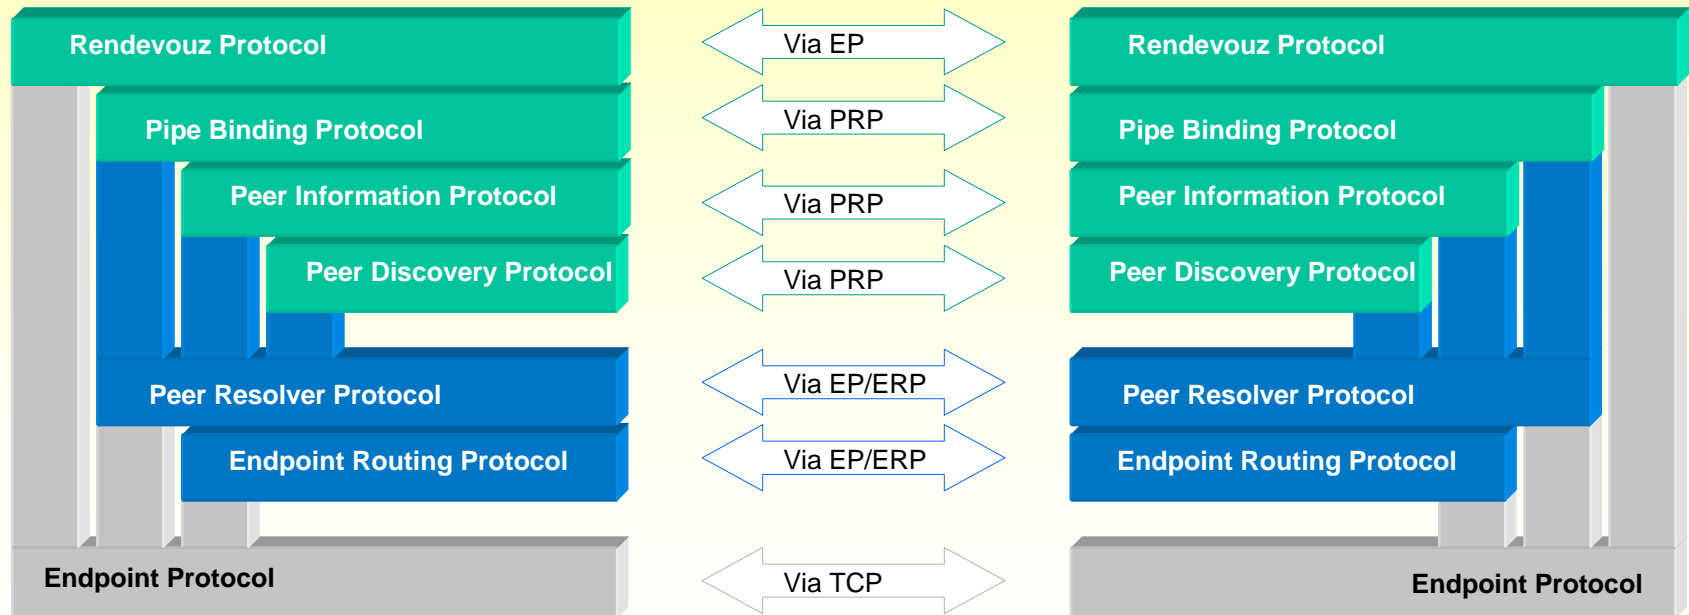 Rendevouz Protocol
Via EP
Rendevouz Protocol
Pipe Binding Protocol
Via PRP
Pipe Binding Protocol
Peer Information Protocol
Via PRP
Peer Information Protocol
Peer Discovery Protocol
Via PRP
Peer Discovery Protocol
Peer Resolver Protocol
Via EP/ERP
Peer Resolver Protocol
Endpoint Routing Protocol
Via EP/ERP
Endpoint Routing Protocol
Endpoint Protocol
Via TCP
Endpoint Protocol